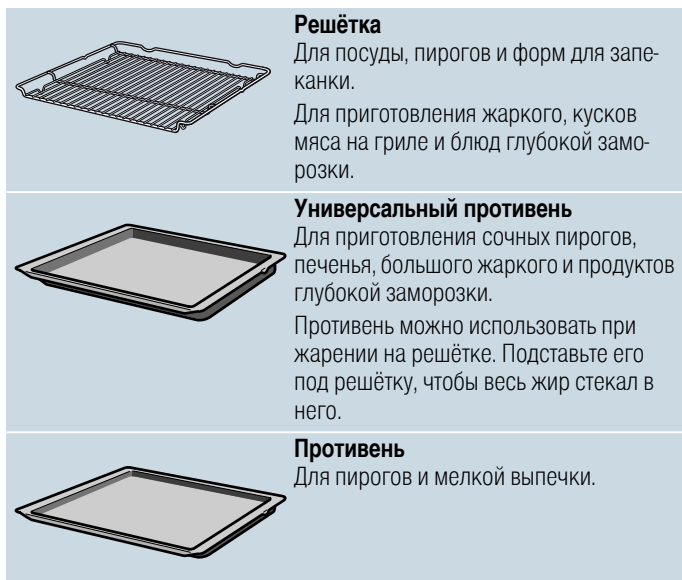 Решётка
Для посуды, пирогов и форм для запе-
канки.
Для приготовления жаркого, кусков
мяса на гриле и блюд глубокой замо-
розки.
Универсальный противень
Для приготовления сочных пирогов,
печенья, большого жаркого и продуктов
глубокой заморозки.
Противень можно использовать при
жарении на решётке. Подставьте его
под решётку, чтобы весь жир стекал в
него.
Противень
Для пирогов и мелкой выпечки.